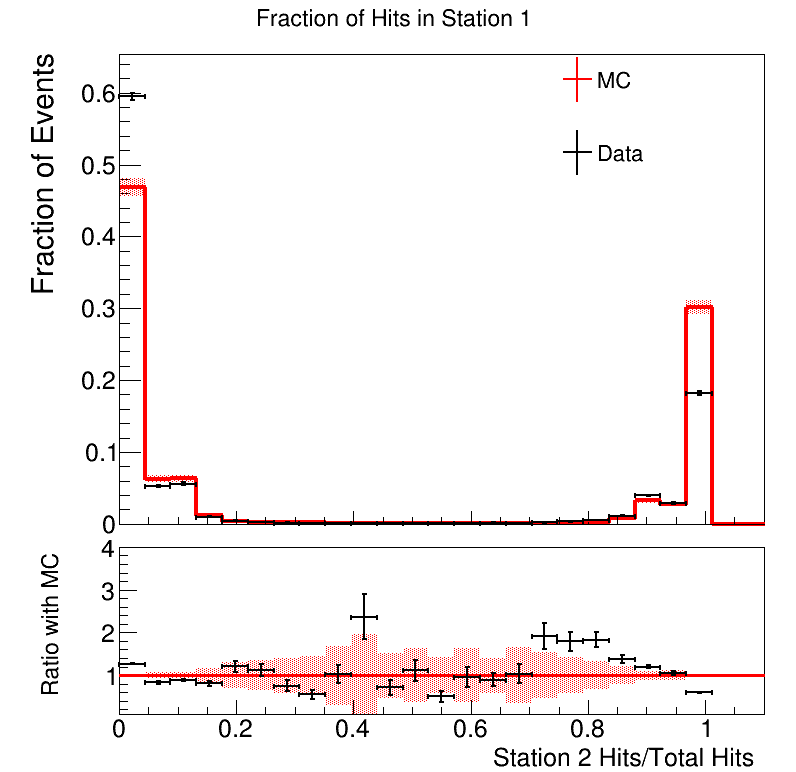 Fraction of Hits in Station 1
Fraction of Events
MC
Data
0.6
0.5
0.4
0.3
0.2
0.1
0
Ratio with MC
4
3
2
1
0 0.2 0.4 0.6 0.8 1
Station 2 Hits/Total Hits